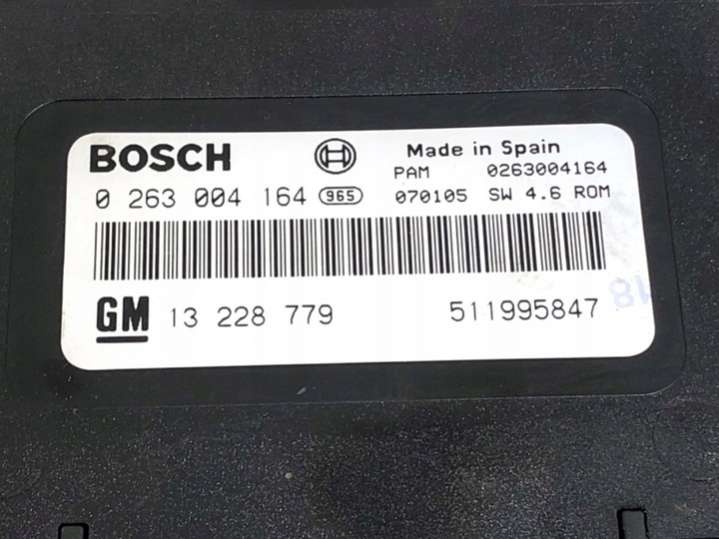 BOSCH Made in Spain
PAM 0263004164
0 263 004 164 965 070105 SW 4.6 ROM
GM 13 228 779 511995847
18